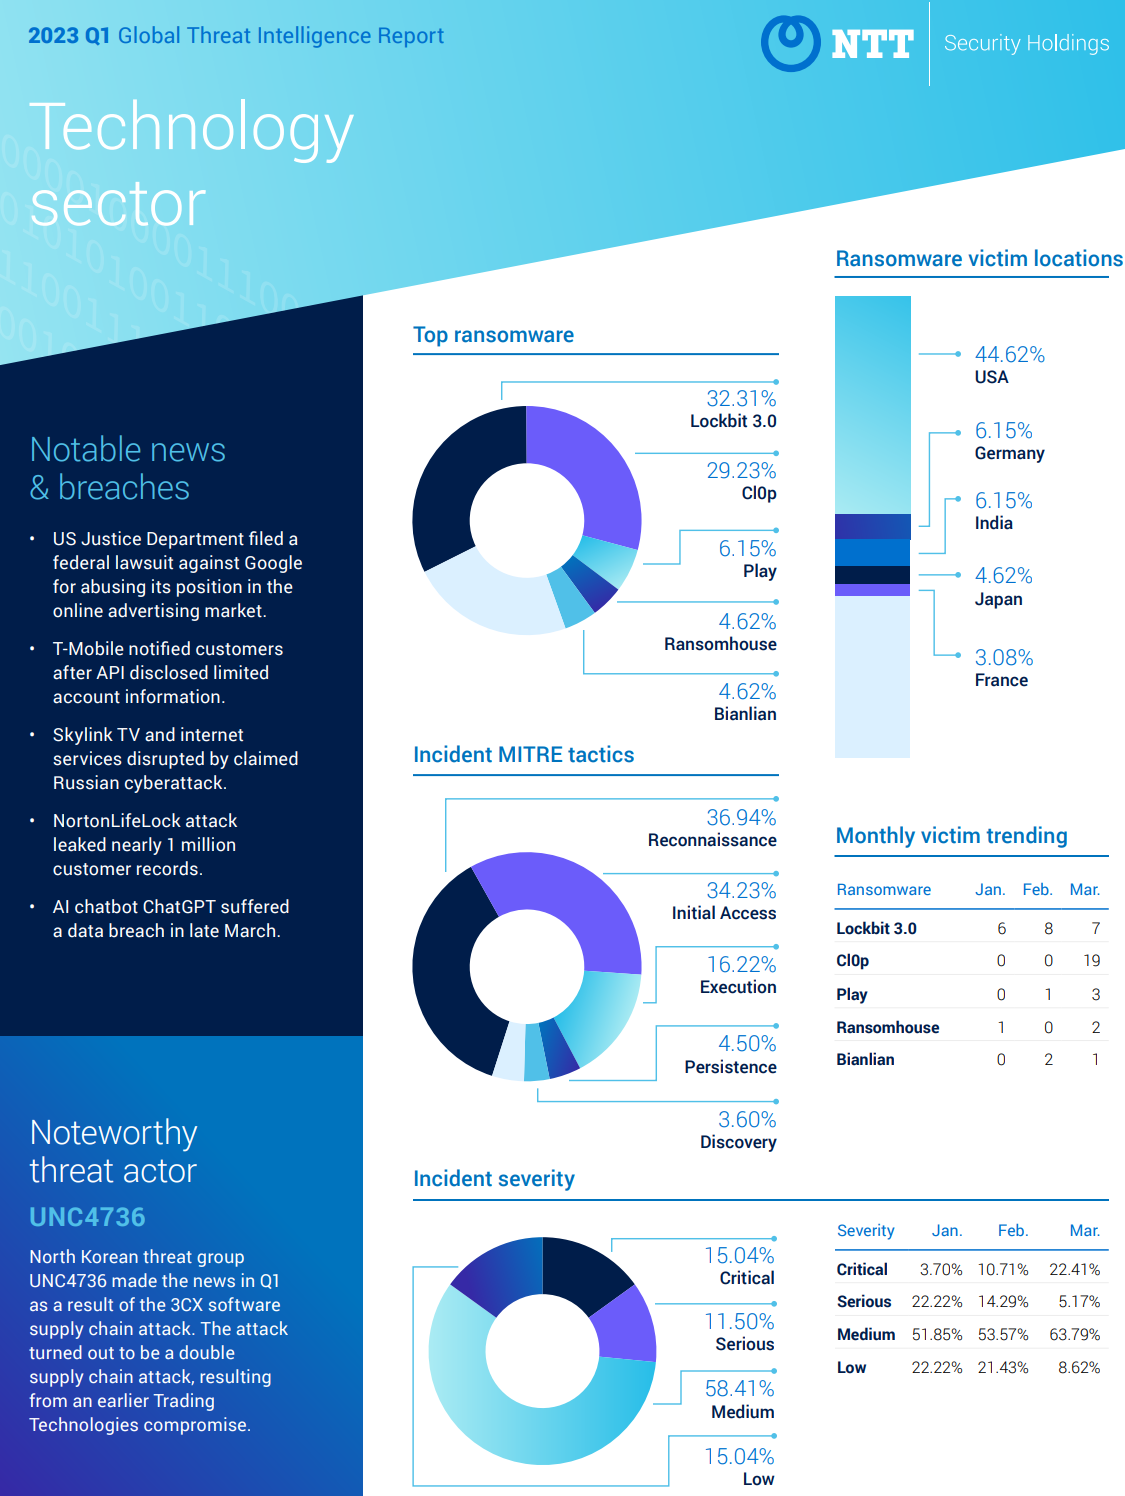 2023 Q1 Global Threat Intelligence Report
NTT
Security Holdings
Technology
sector
Notable news
& breaches
• US Justice Department filed a
federal lawsuit against Google
for abusing its position in the
online advertising market.
• T-Mobile notified customers
after API disclosed limited
account information.
• Skylink TV and internet
services disrupted by claimed
Russian cyberattack.
• NortonLifeLock attack
leaked nearly 1 million
customer records.
• AI chatbot ChatGPT suffered
a data breach in late March.
Noteworthy
threat actor
UNC4736
North Korean threat group
UNC4736 made the news in Q1
as a result of the 3CX software
supply chain attack. The attack
turned out to be a double
supply chain attack, resulting
from an earlier Trading
Technologies compromise.
Top ransomware
32.31%
Lockbit 3.0
29.23%
Cl0p
6.15%
Play
4.62%
Ransomhouse
4.62%
Bianlian
Incident MITRE tactics
36.94%
Reconnaissance
34.23%
Initial Access
16.22%
Execution
4.50%
Persistence
3.60%
Discovery
Ransomware victim locations
44.62%
USA
6.15%
Germany
6.15%
India
4.62%
Japan
3.08%
France
Monthly victim trending
Ransomware Jan. Feb. Mar.
Lockbit 3.0 6 8 7
Cl0p 0 0 19
Play 0 1 3
Ransomhouse 1 0 2
Bianlian 0 2 1
Incident severity
15.04%
Critical
11.50%
Serious
58.41%
Medium
15.04%
Low
Severity Jan. Feb. Mar.
Critical 3.70% 10.71% 22.41%
Serious 22.22% 14.29% 5.17%
Medium 51.85% 53.57% 63.79%
Low 22.22% 21.43% 8.62%